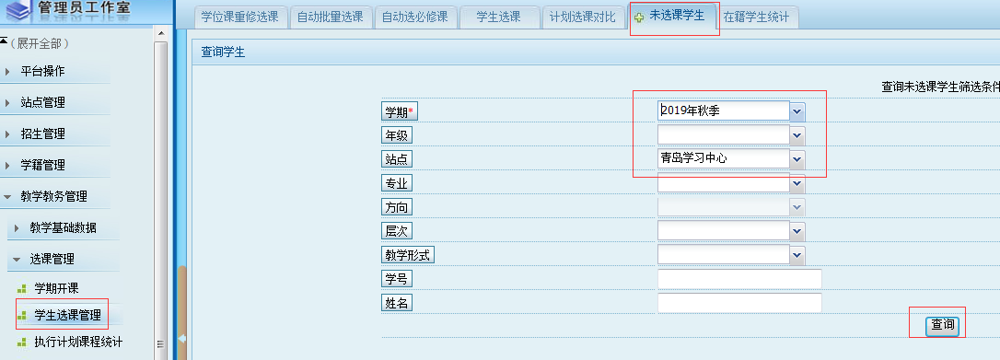 管理员工作室
(展开全部)
平台操作
站点管理
招生管理
学籍管理
教学教务管理
教学基础数据
选课管理
学期开课
学生选课管理
执行计划课程统计
学位课重修选课 自动批量选课 自动选必修课 学生选课 计划选课对比 未选课学生 在籍学生统计
查询学生
查询未选课学生筛选条件
学期* 2019年秋季
年级
站点 青岛学习中心
专业
方向
层次
教学形式
学号
姓名
查询